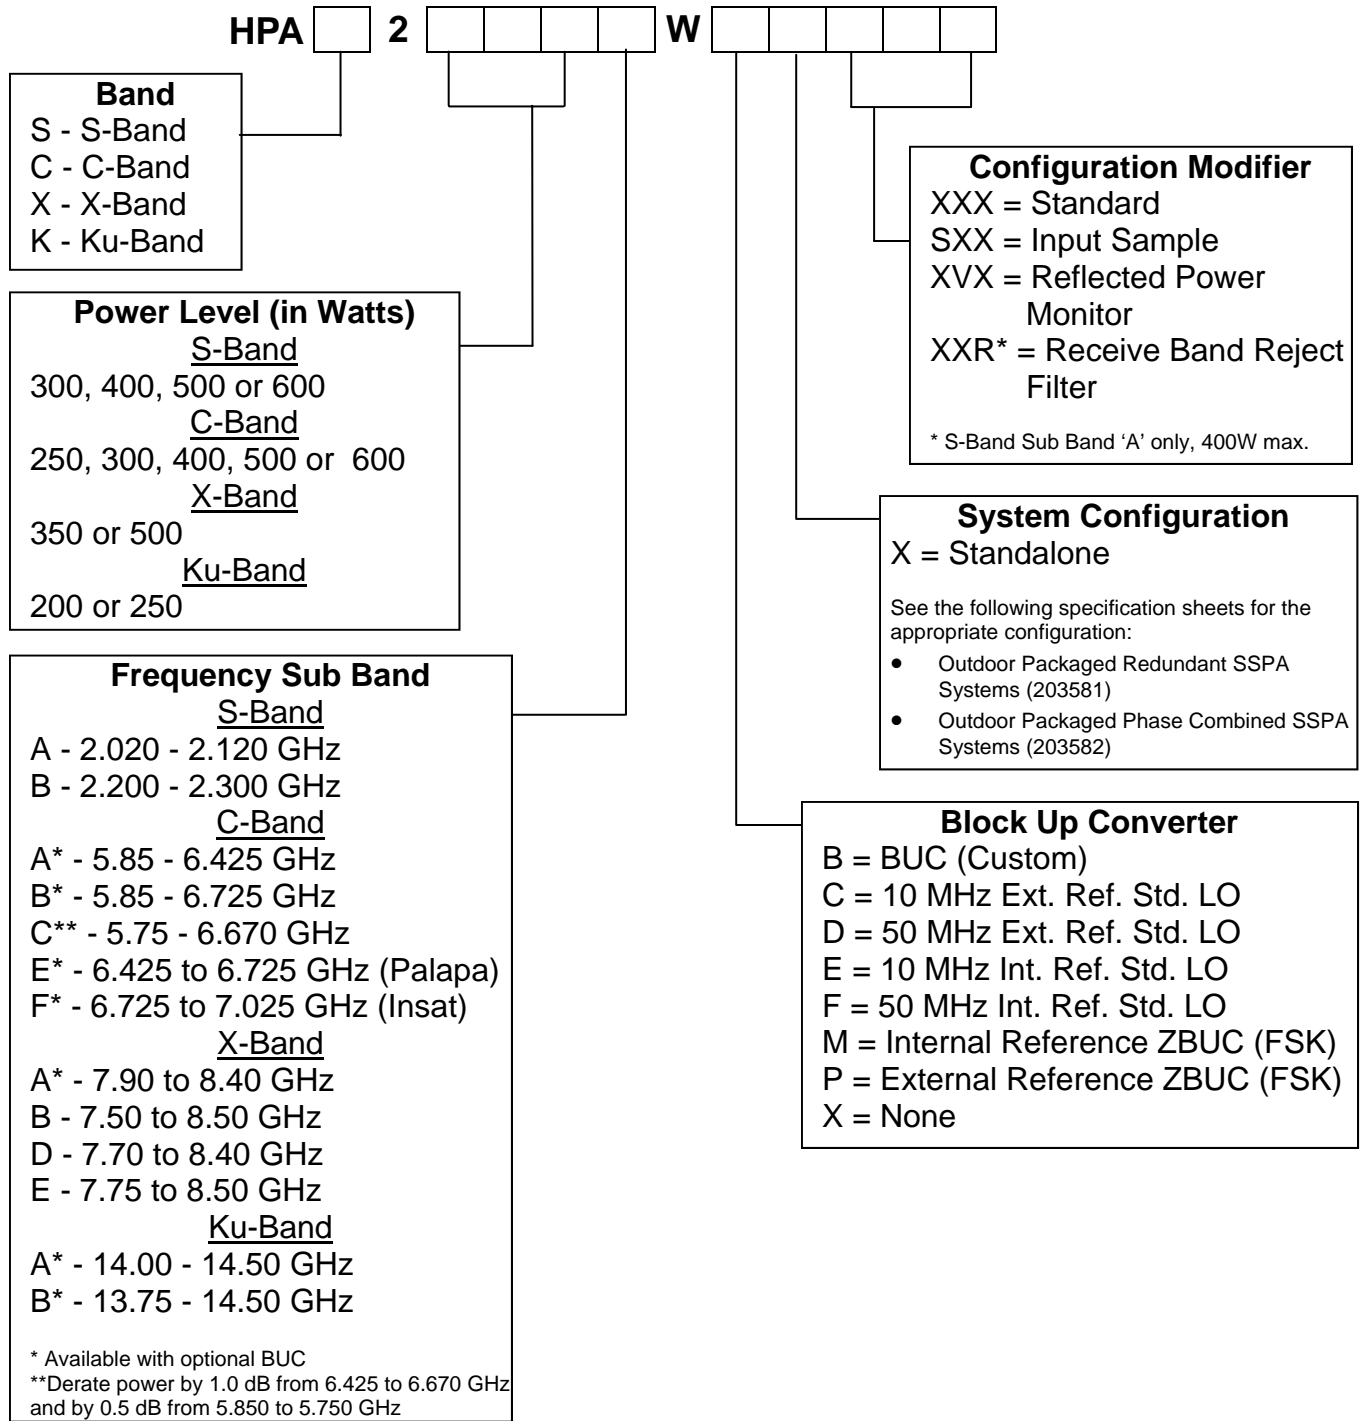 HPA 2 W
Band
S - S-Band
C - C-Band
X - X-Band
K - Ku-Band
Power Level (in Watts)
S-Band
300, 400, 500 or 600
C-Band
250, 300, 400, 500 or 600
X-Band
350 or 500
Ku-Band
200 or 250
Frequency Sub Band
S-Band
A - 2.020 - 2.120 GHz
B - 2.200 - 2.300 GHz
C-Band
A* - 5.85 - 6.425 GHz
B* - 5.85 - 6.725 GHz
C** - 5.75 - 6.670 GHz
E* - 6.425 to 6.725 GHz (Palapa)
F* - 6.725 to 7.025 GHz (Insat)
X-Band
A* - 7.90 to 8.40 GHz
B - 7.50 to 8.50 GHz
D - 7.70 to 8.40 GHz
E - 7.75 to 8.50 GHz
Ku-Band
A* - 14.00 - 14.50 GHz
B* - 13.75 - 14.50 GHz
* Available with optional BUC
**Derate power by 1.0 dB from 6.425 to 6.670 GHz
and by 0.5 dB from 5.850 to 5.750 GHz
Configuration Modifier
XXX = Standard
SXX = Input Sample
XVX = Reflected Power
Monitor
XXR* = Receive Band Reject
Filter
* S-Band Sub Band 'A' only, 400W max.
System Configuration
X = Standalone
See the following specification sheets for the
appropriate configuration:
• Outdoor Packaged Redundant SSPA
Systems (203581)
• Outdoor Packaged Phase Combined SSPA
Systems (203582)
Block Up Converter
B = BUC (Custom)
C = 10 MHz Ext. Ref. Std. LO
D = 50 MHz Ext. Ref. Std. LO
E = 10 MHz Int. Ref. Std. LO
F = 50 MHz Int. Ref. Std. LO
M = Internal Reference ZBUC (FSK)
P = External Reference ZBUC (FSK)
X = None